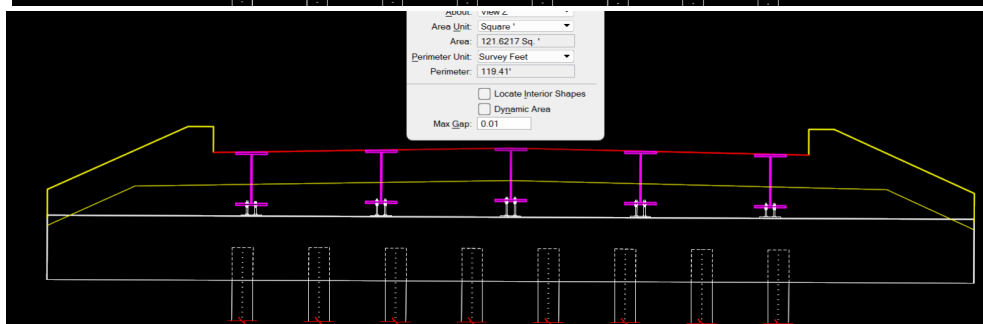 About: View Z
Area Unit: Square '
Area: 121.6217 Sq. '
Perimeter Unit: Survey Feet
Perimeter: 119.41'
Locate Interior Shapes
Dynamic Area
Max Gap: 0.01